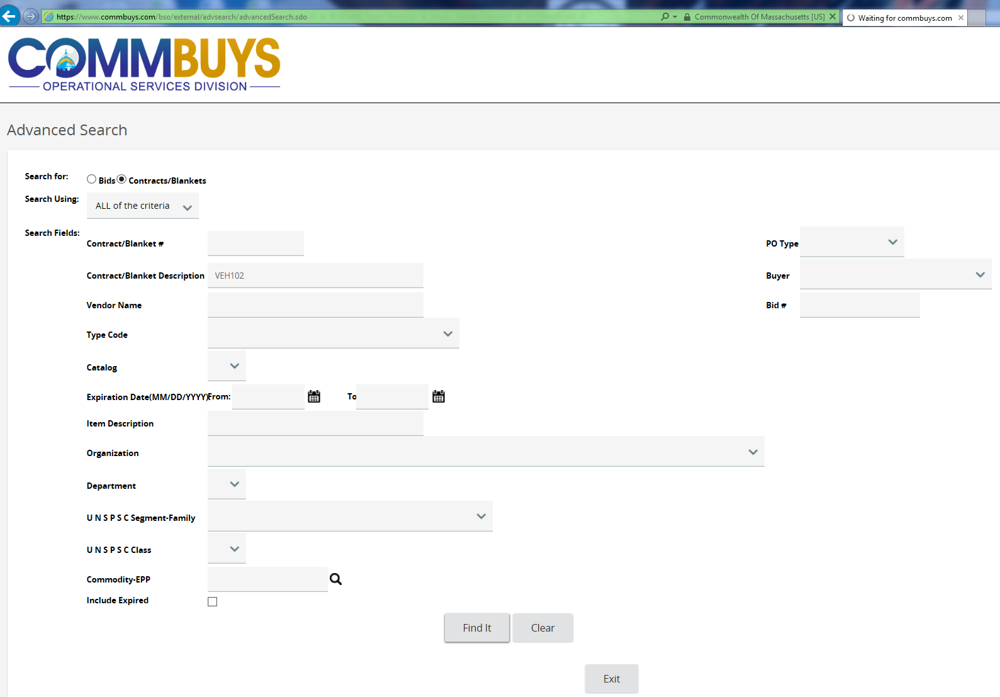 https://www.commbuys.com/bso/external/advsearch/advancedSearch.sdo
Commonwealth Of Massachusetts [US]
Waiting for commbuys.com
COMMBUYS
OPERATIONAL SERVICES DIVISION
Advanced Search
Search for: Bids Contracts/Blankets
Search Using: ALL of the criteria
Search Fields:
Contract/Blanket # PO Type
Contract/Blanket Description VEH102 Buyer
Vendor Name Bid #
Type Code
Catalog
Expiration Date(MM/DD/YYYY)From: To
Item Description
Organization
Department
U N S P S C Segment-Family
U N S P S C Class
Commodity-EPP
Include Expired
Find It Clear
Exit